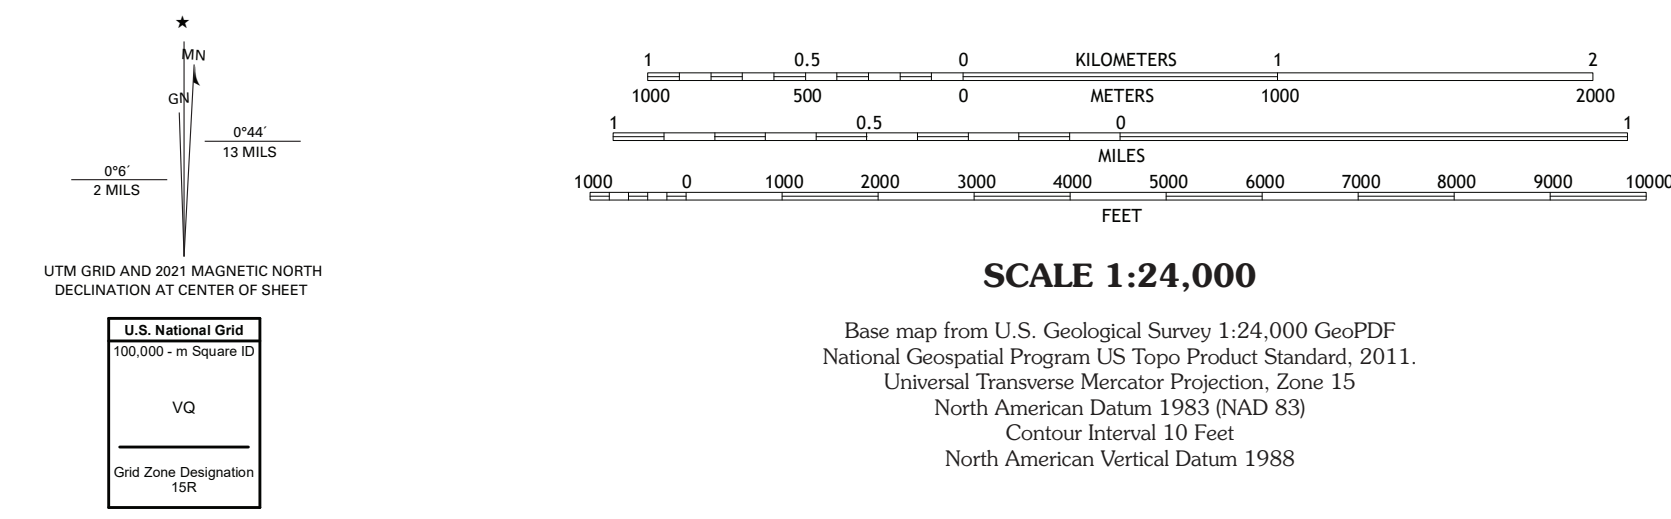 ★
MN
GN
0°44′
13 MILS
0°6′
2 MILS
UTM GRID AND 2021 MAGNETIC NORTH
DECLINATION AT CENTER OF SHEET
U.S. National Grid
100,000 - m Square ID
VQ
Grid Zone Designation
15R
1 0.5 0 KILOMETERS 1 2
1000 500 0 METERS 1000 2000
1 0.5 0 1
MILES
1000 0 1000 2000 3000 4000 5000 6000 7000 8000 9000 10000
FEET
SCALE 1:24,000
Base map from U.S. Geological Survey 1:24,000 GeoPDF
National Geospatial Program US Topo Product Standard, 2011.
Universal Transverse Mercator Projection, Zone 15
North American Datum 1983 (NAD 83)
Contour Interval 10 Feet
North American Vertical Datum 1988